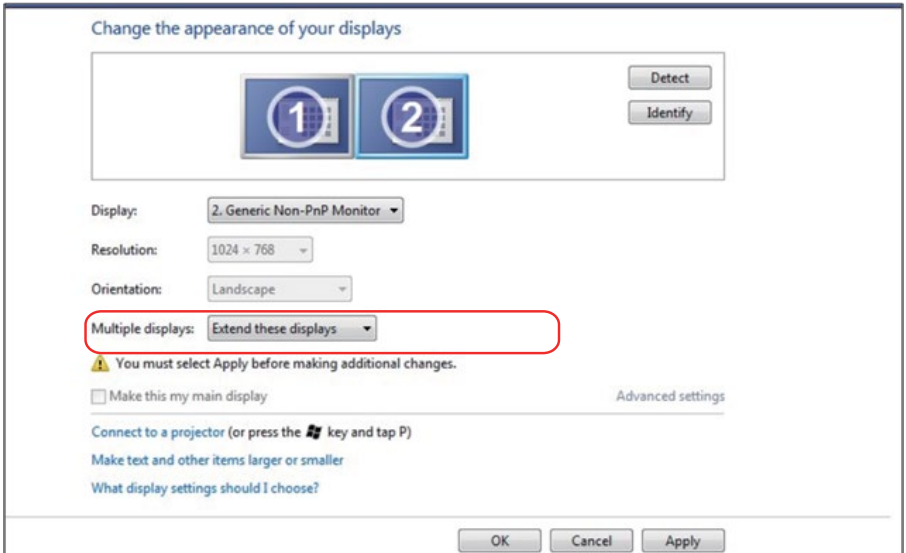 Change the appearance of your displays
1
2
Detect
Identify
Display:
2. Generic Non-PnP Monitor
Resolution:
1024 × 768
Orientation:
Landscape
Multiple displays:
Extend these displays
You must select Apply before making additional changes.
Make this my main display
Advanced settings
Connect to a projector (or press the key and tap P)
Make text and other items larger or smaller
What display settings should I choose?
OK
Cancel
Apply